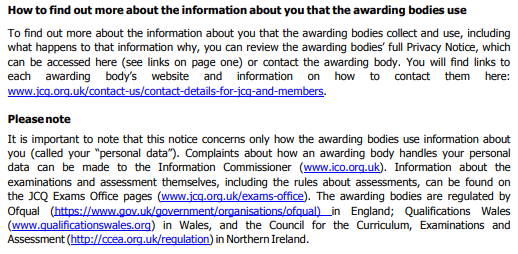 How to find out more about the information about you that the awarding bodies use
To find out more about the information about you that the awarding bodies collect and use, including
what happens to that information why, you can review the awarding bodies' full Privacy Notice, which
can be accessed here (see links on page one) or contact the awarding body. You will find links to
each awarding body's website and information on how to contact them here:
www.jcq.org.uk/contact-us/contact-details-for-jcq-and-members.
Please note
It is important to note that this notice concerns only how the awarding bodies use information about
you (called your "personal data"). Complaints about how an awarding body handles your personal
data can be made to the Information Commissioner (www.ico.org.uk). Information about the
examinations and assessment themselves, including the rules about assessments, can be found on
the JCQ Exams Office pages (www.jcq.org.uk/exams-office). The awarding bodies are regulated by
Ofqual (https://www.gov.uk/government/organisations/ofqual) in England; Qualifications Wales
(www.qualificationswales.org) in Wales, and the Council for the Curriculum, Examinations and
Assessment (http://ccea.org.uk/regulation) in Northern Ireland.